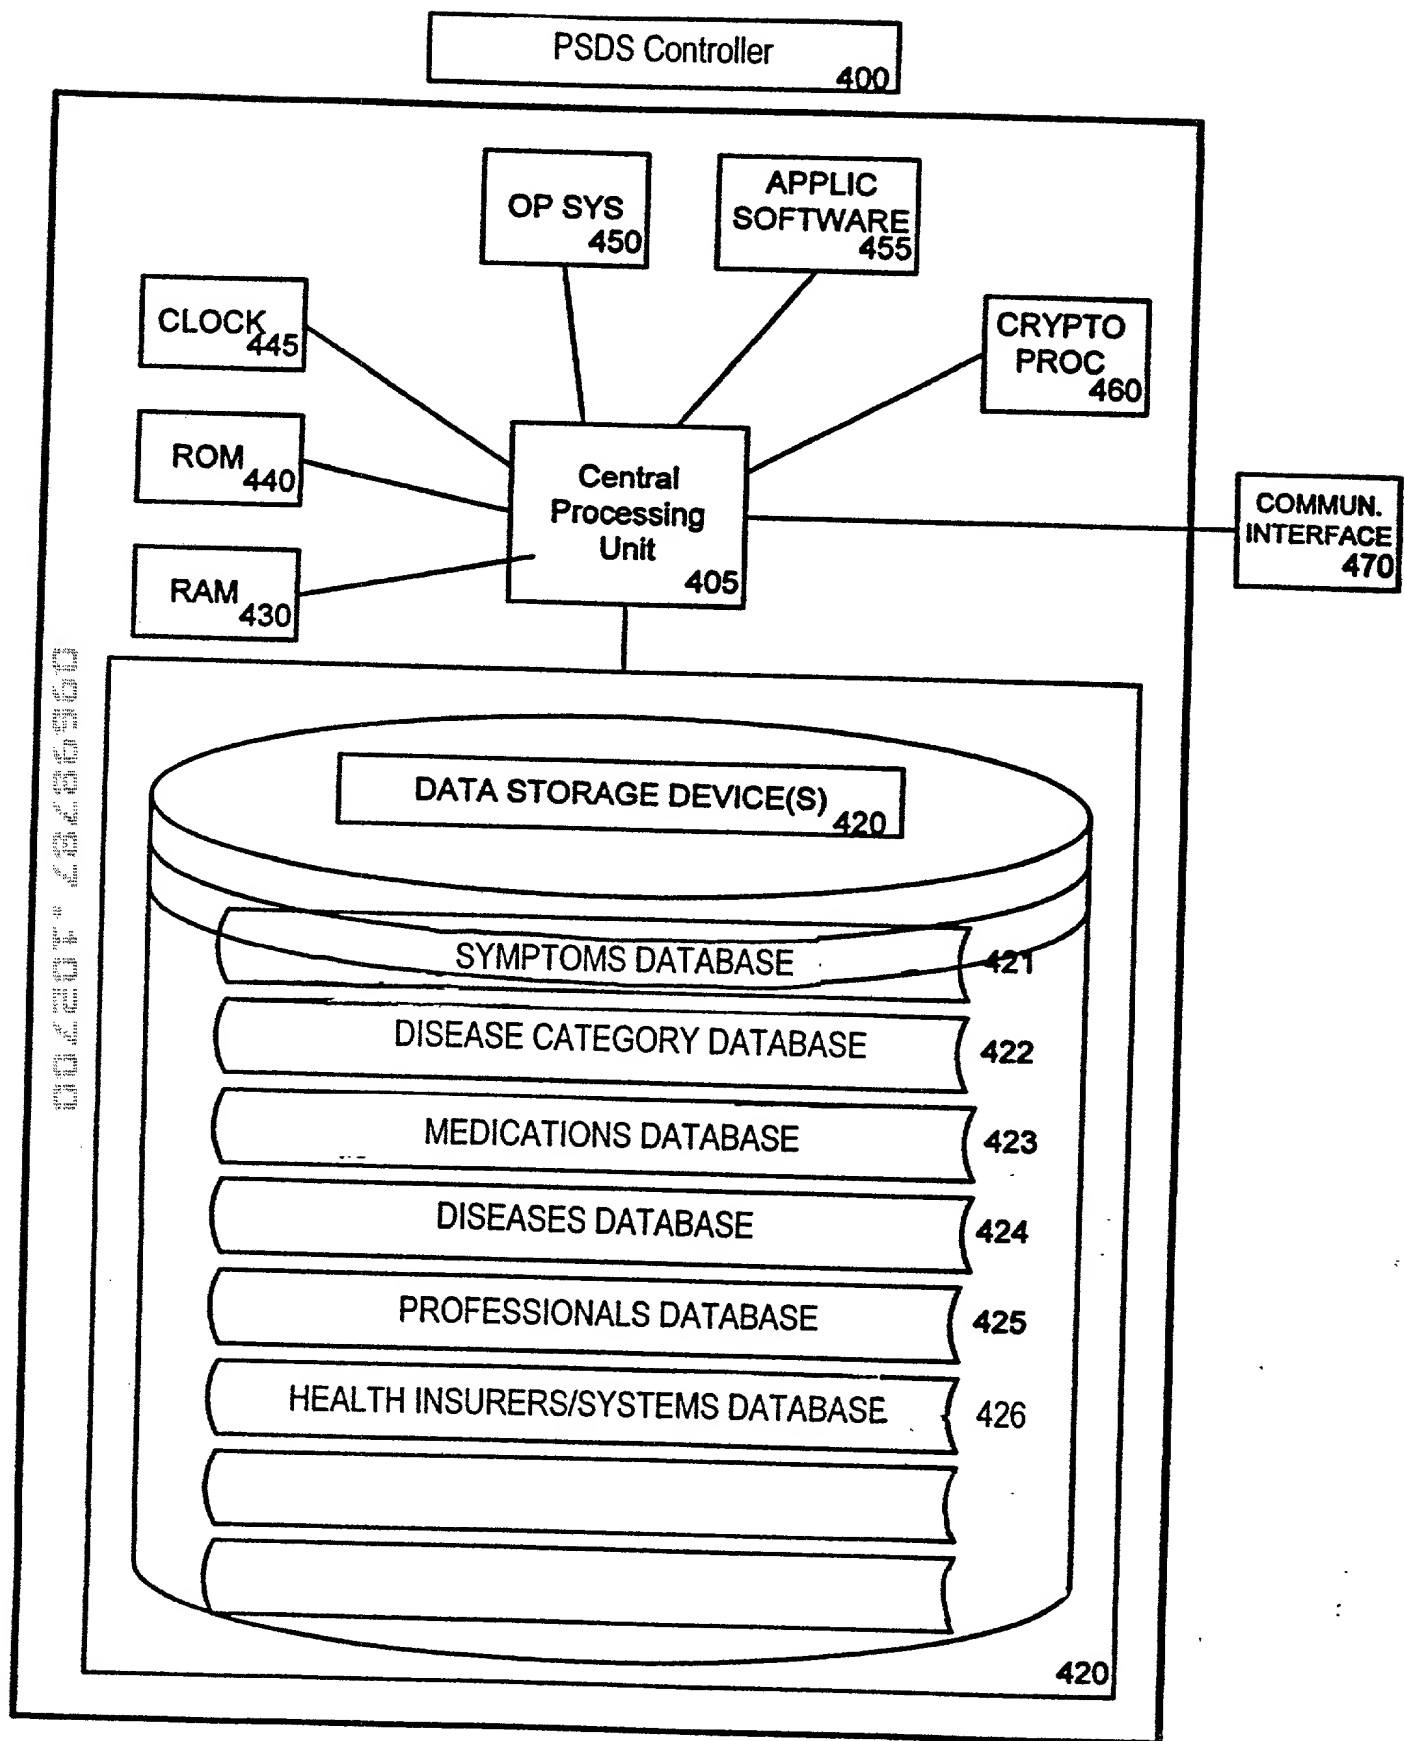 PSDS Controller
400
OP SYS
450
APPLIC
SOFTWARE
455
CLOCK
445
CRYPTO
PROC
460
ROM
440
Central
Processing
Unit
405
COMMUN.
INTERFACE
470
RAM
430
DATA STORAGE DEVICE(S)
420
SYMPTOMS DATABASE
421
DISEASE CATEGORY DATABASE
422
MEDICATIONS DATABASE
423
DISEASES DATABASE
424
PROFESSIONALS DATABASE
425
HEALTH INSURERS/SYSTEMS DATABASE
426
420